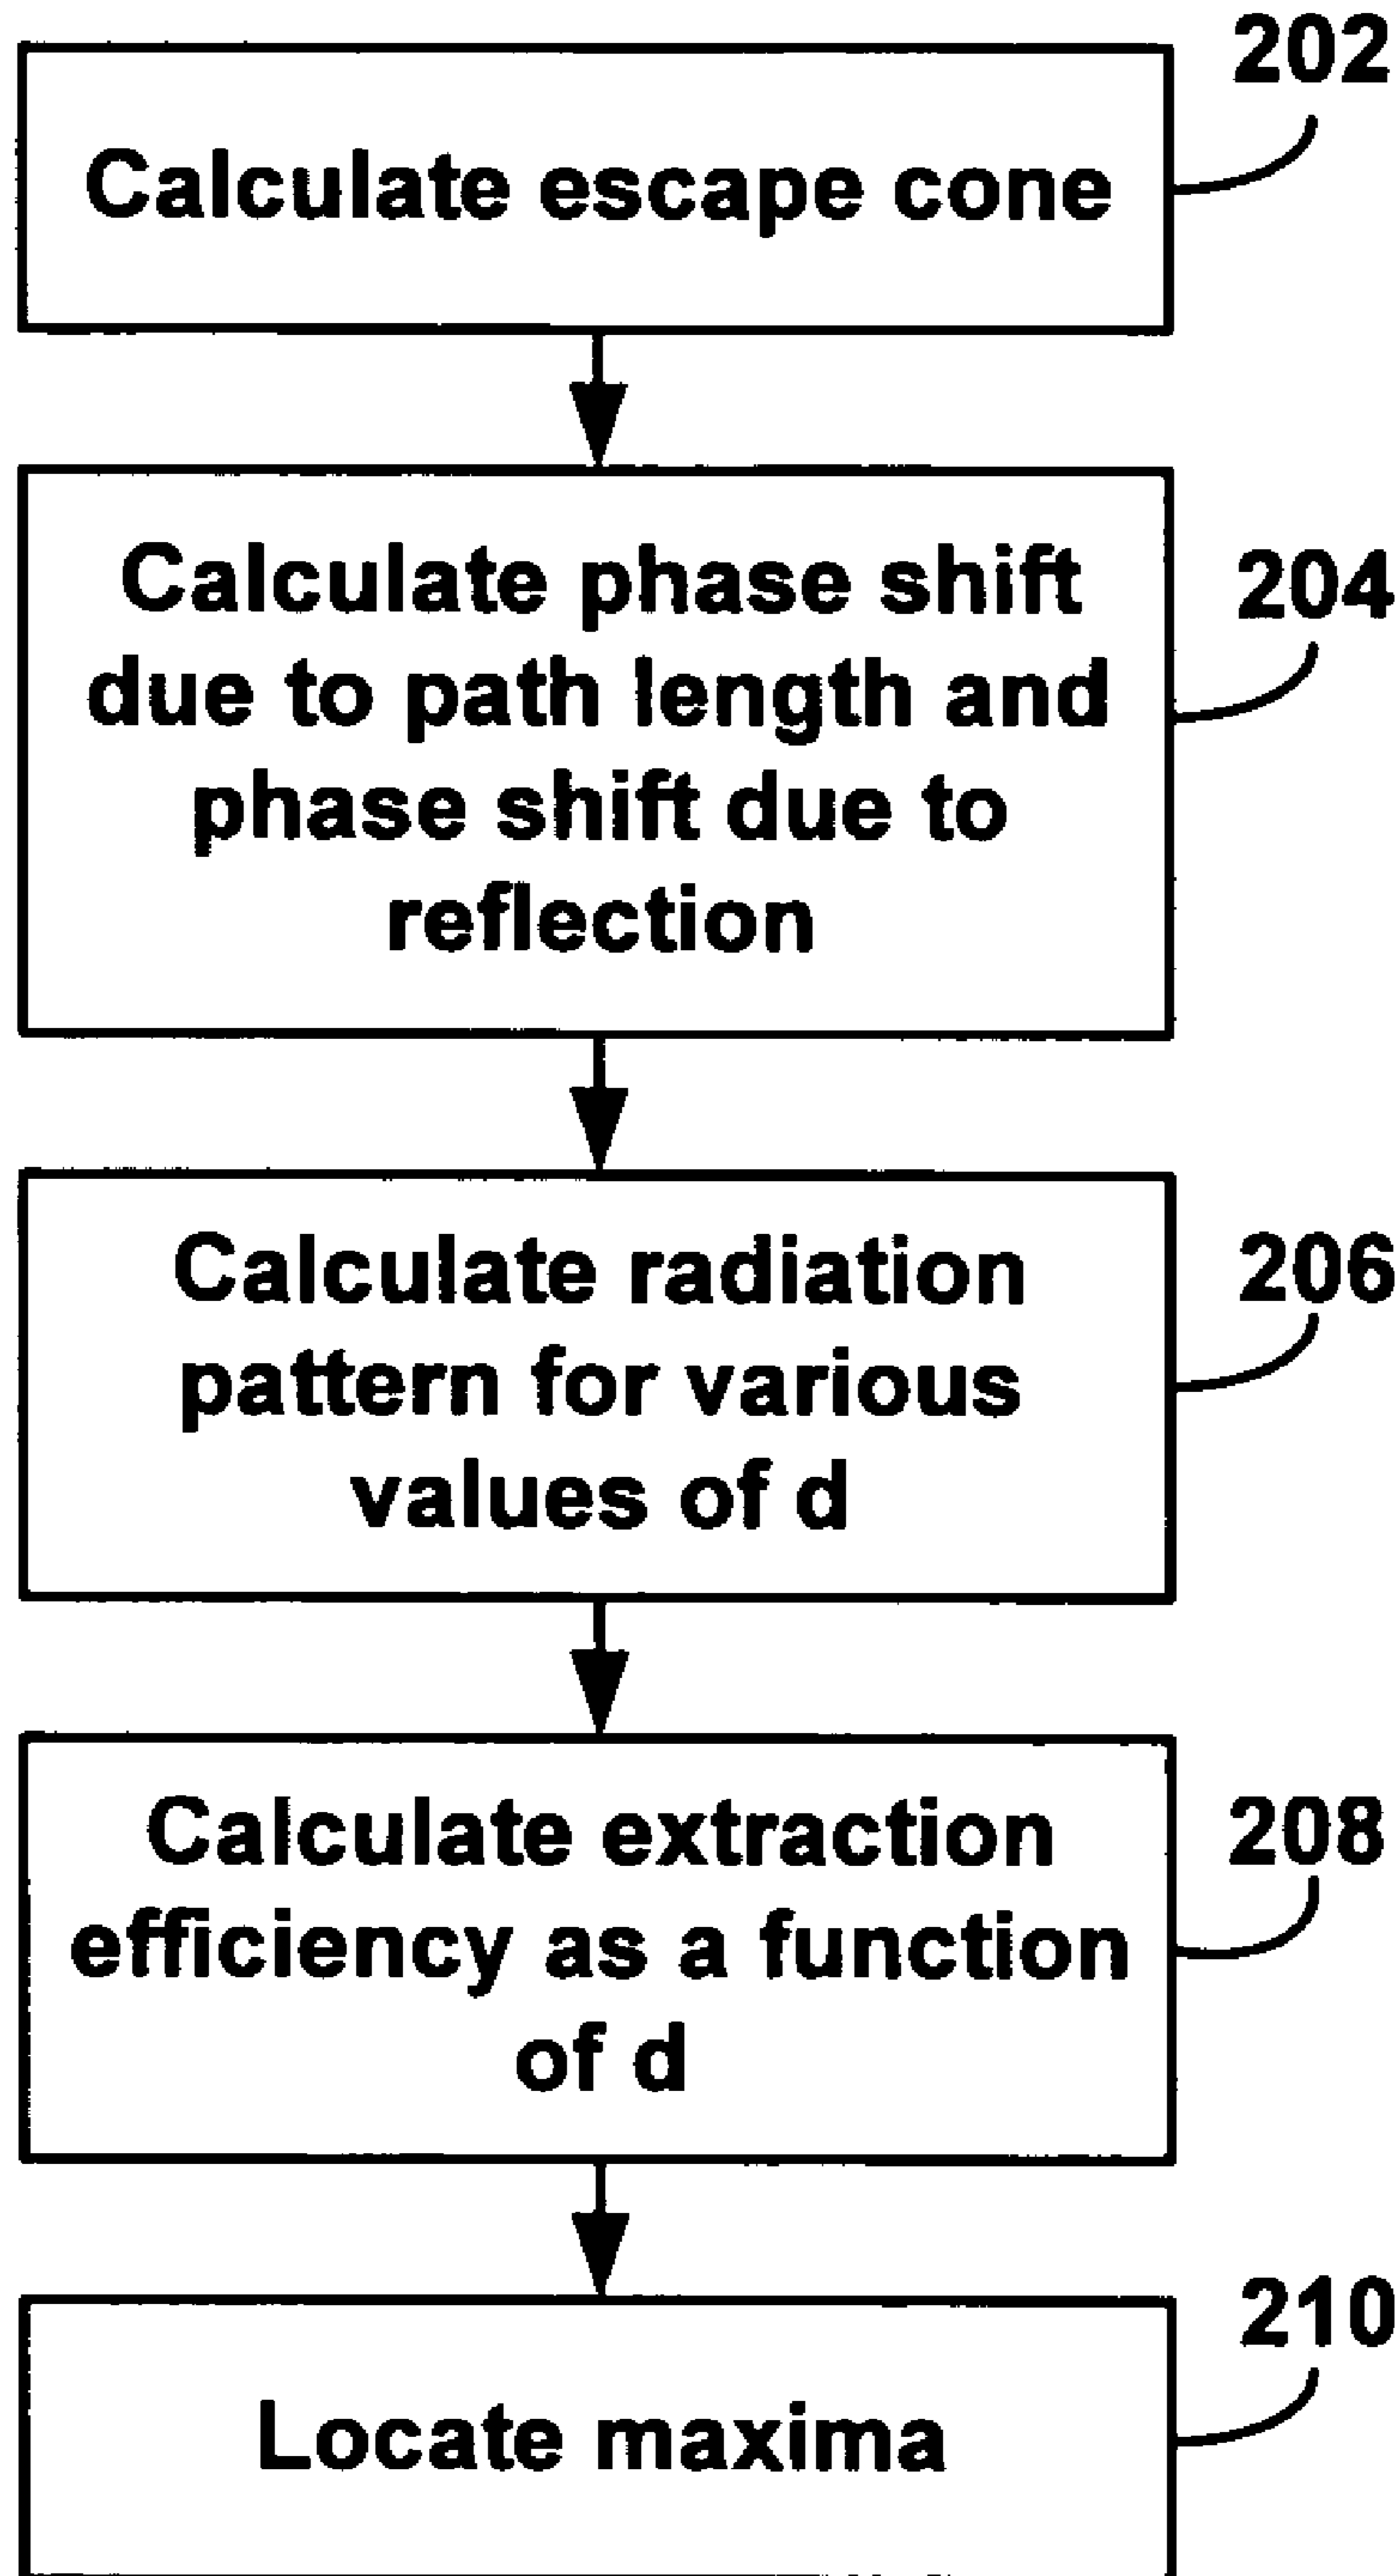 202
Calculate escape cone
Calculate phase shift
due to path length and
phase shift due to
reflection
204
Calculate radiation
pattern for various
values of d
206
Calculate extraction
efficiency as a function
of d
208
Locate maxima
210